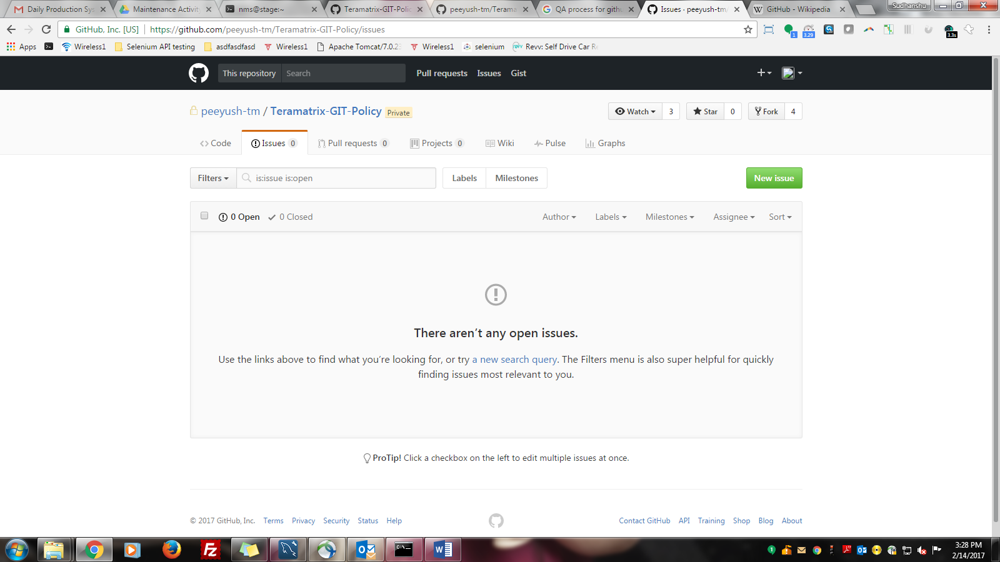 Daily Production Sys
Maintenance Activity
nms@stage:~
Teramatrix-GIT-Polic
peeyush-tm/Terama
QA process for githu
Issues · peeyush-tm/
GitHub - Wikipedia
Sudhanshu
GitHub, Inc. [US]
https://github.com/peeyush-tm/Teramatrix-GIT-Policy/issues
1
3.29
3.3s
Apps
Wireless1
Selenium API testing
asdfasdfasd
Wireless1
Apache Tomcat/7.0.23
Wireless1
selenium
Revv: Self Drive Car Re
This repository
Search
Pull requests
Issues
Gist
peeyush-tm / Teramatrix-GIT-Policy Private
Watch 3
Star 0
Fork 4
Code
Issues 0
Pull requests 0
Projects 0
Wiki
Pulse
Graphs
Filters
is:issue is:open
Labels
Milestones
New issue
0 Open
0 Closed
Author
Labels
Milestones
Assignee
Sort
There aren’t any open issues.
Use the links above to find what you’re looking for, or try a new search query. The Filters menu is also super helpful for quickly
finding issues most relevant to you.
ProTip! Click a checkbox on the left to edit multiple issues at once.
© 2017 GitHub, Inc.
Terms
Privacy
Security
Status
Help
Contact GitHub
API
Training
Shop
Blog
About
3:28 PM
2/14/2017